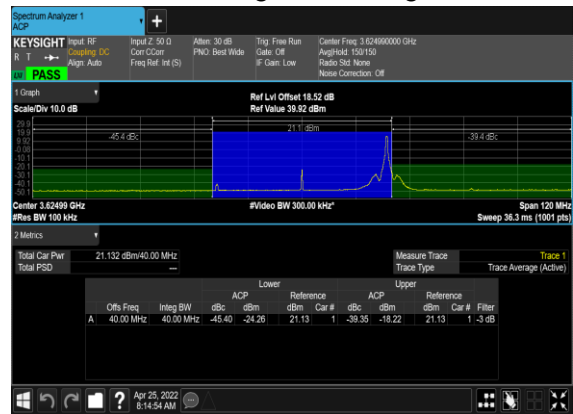 Spectrum Analyzer 1
ACP
+
KEYSIGHT Input: RF Input Z: 50 Ω Atten: 30 dB Trig: Free Run Center Freq: 3.624990000 GHz
R T Coupling: DC Corr CCorr PNO: Best Wide Gate: Off Avg|Hold: 150/150
Align: Auto Freq Ref: Int (S) IF Gain: Low Radio Std: None
LW PASS Noise Correction: Off
1 Graph
Ref Lvl Offset 18.52 dB
Scale/Div 10.0 dB Ref Value 39.92 dBm
29.9
19.9 21.1 dBm
9.92 -45.4 dBc -39.4 dBc
-0.08
-10.1
-20.1
-30.1
-40.1
-50.1
Center 3.62499 GHz #Video BW 300.00 kHz* Span 120 MHz
#Res BW 100 kHz Sweep 36.3 ms (1001 pts)
2 Metrics
Total Car Pwr 21.132 dBm/40.00 MHz Measure Trace Trace 1
Total PSD --- Trace Type Trace Average (Active)
Lower Upper
ACP Reference ACP Reference
Offs Freq Integ BW dBc dBm dBm Car # dBc dBm dBm Car # Filter
A 40.00 MHz 40.00 MHz -45.40 -24.26 21.13 1 -39.35 -18.22 21.13 1 -3 dB
? Apr 25, 2022
8:14:54 AM